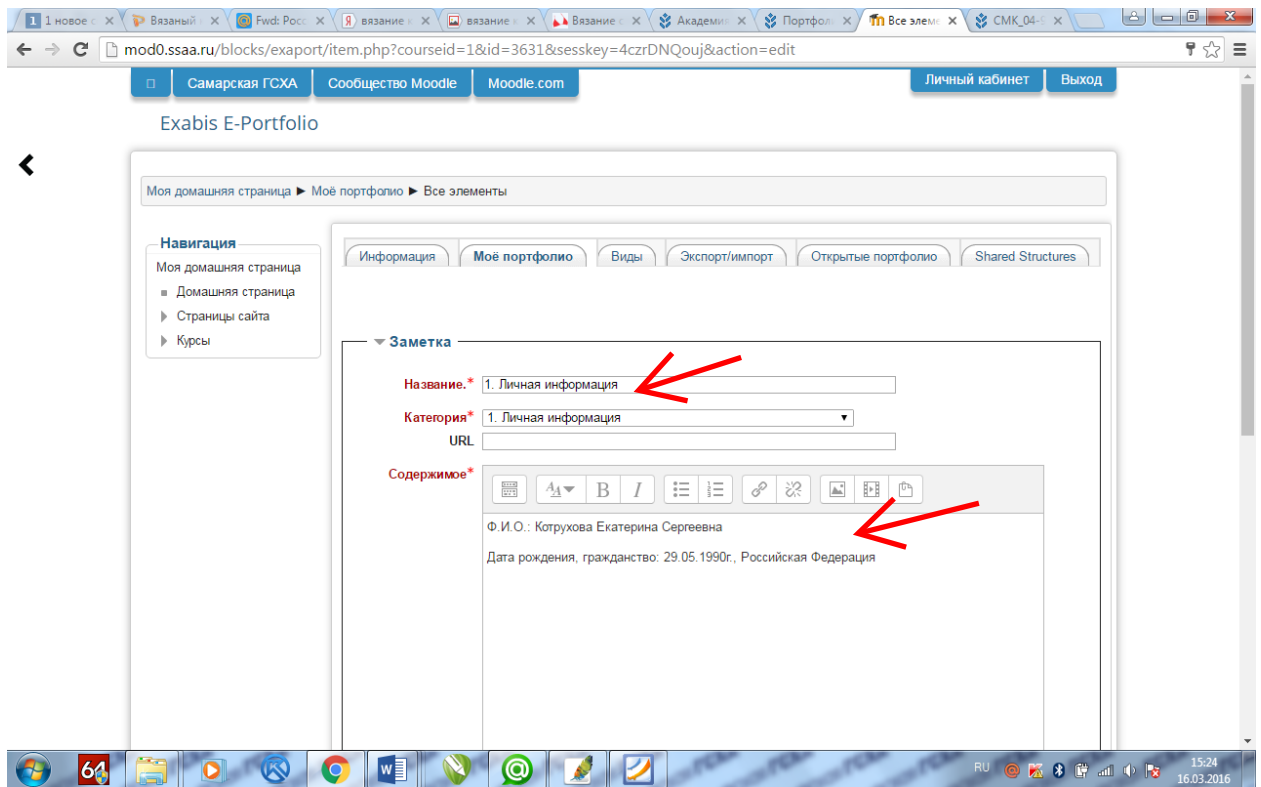 1 новое с
Вязаный
Fwd: Росс
вязание к
вязание к
Вязание с
Академи
Портфол
Все элем
СМК_04-
mod0.ssaa.ru/blocks/exaport/item.php?courseid=1&id=3631&sesskey=4czrDNQouj&action=edit
Самарская ГСХА
Сообщество Moodle
Moodle.com
Личный кабинет
Выход
Exabis E-Portfolio
Моя домашняя страница ► Моё портфолио ► Все элементы
Навигация
Моя домашняя страница
Домашняя страница
Страницы сайта
Курсы
Информация
Моё портфолио
Виды
Экспорт/импорт
Открытые портфолио
Shared Structures
Заметка
Название.* 1. Личная информация
Категория* 1. Личная информация
URL
Содержимое*
Ф.И.О.: Котрухова Екатерина Сергеевна
Дата рождения, гражданство: 29.05.1990г., Российская Федерация
64
RU
15:24
16.03.2016